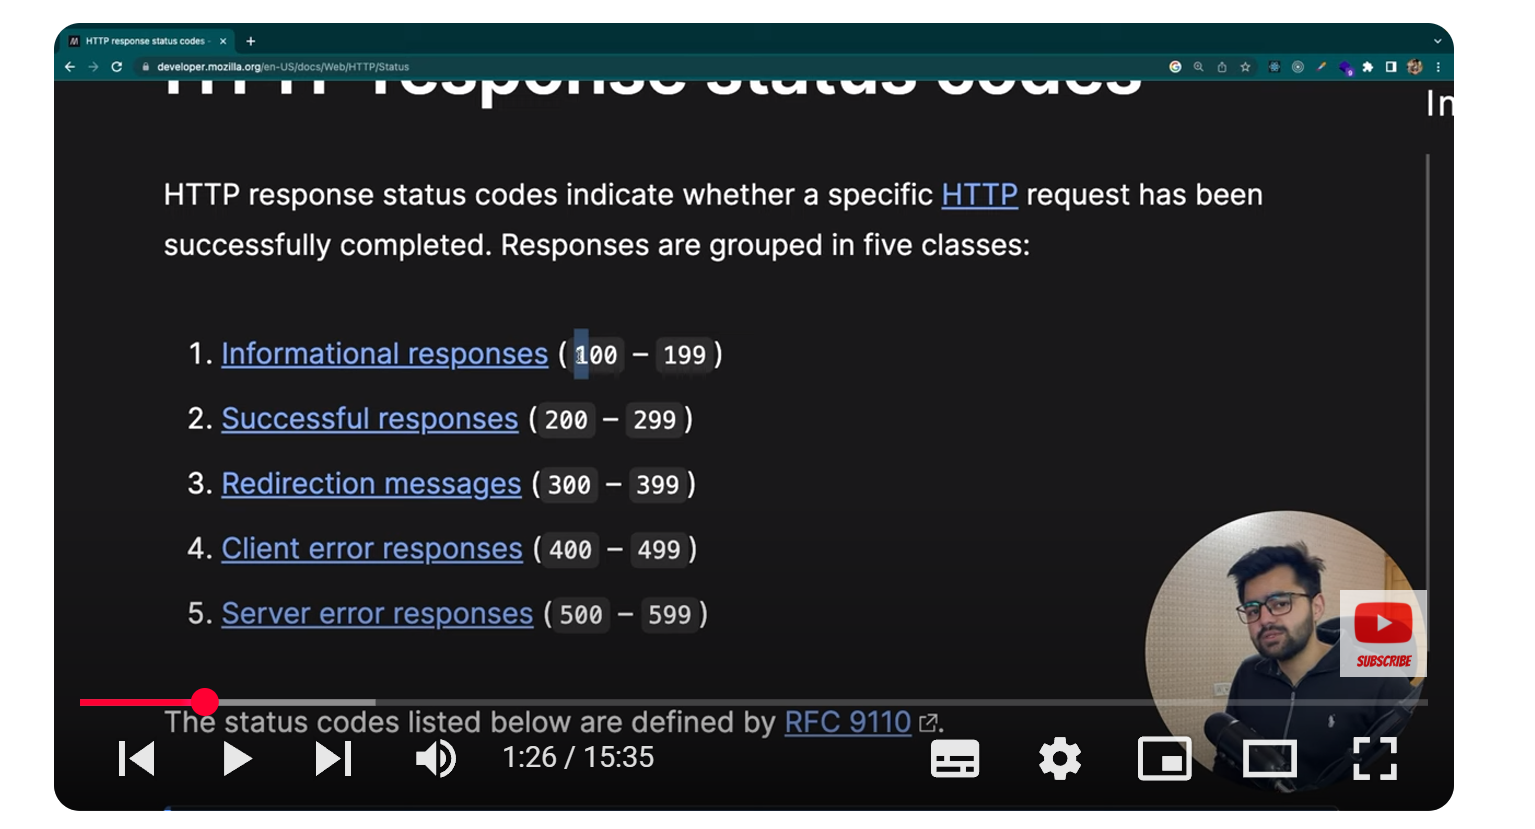 HTTP response status codes -
developer.mozilla.org/en-US/docs/Web/HTTP/Status
HTTP response status codes
In
HTTP response status codes indicate whether a specific HTTP request has been
successfully completed. Responses are grouped in five classes:
1. Informational responses (100 – 199)
2. Successful responses (200 – 299)
3. Redirection messages (300 – 399)
4. Client error responses (400 – 499)
5. Server error responses (500 – 599)
SUBSCRIBE
The status codes listed below are defined by RFC 9110.
1:26 / 15:35